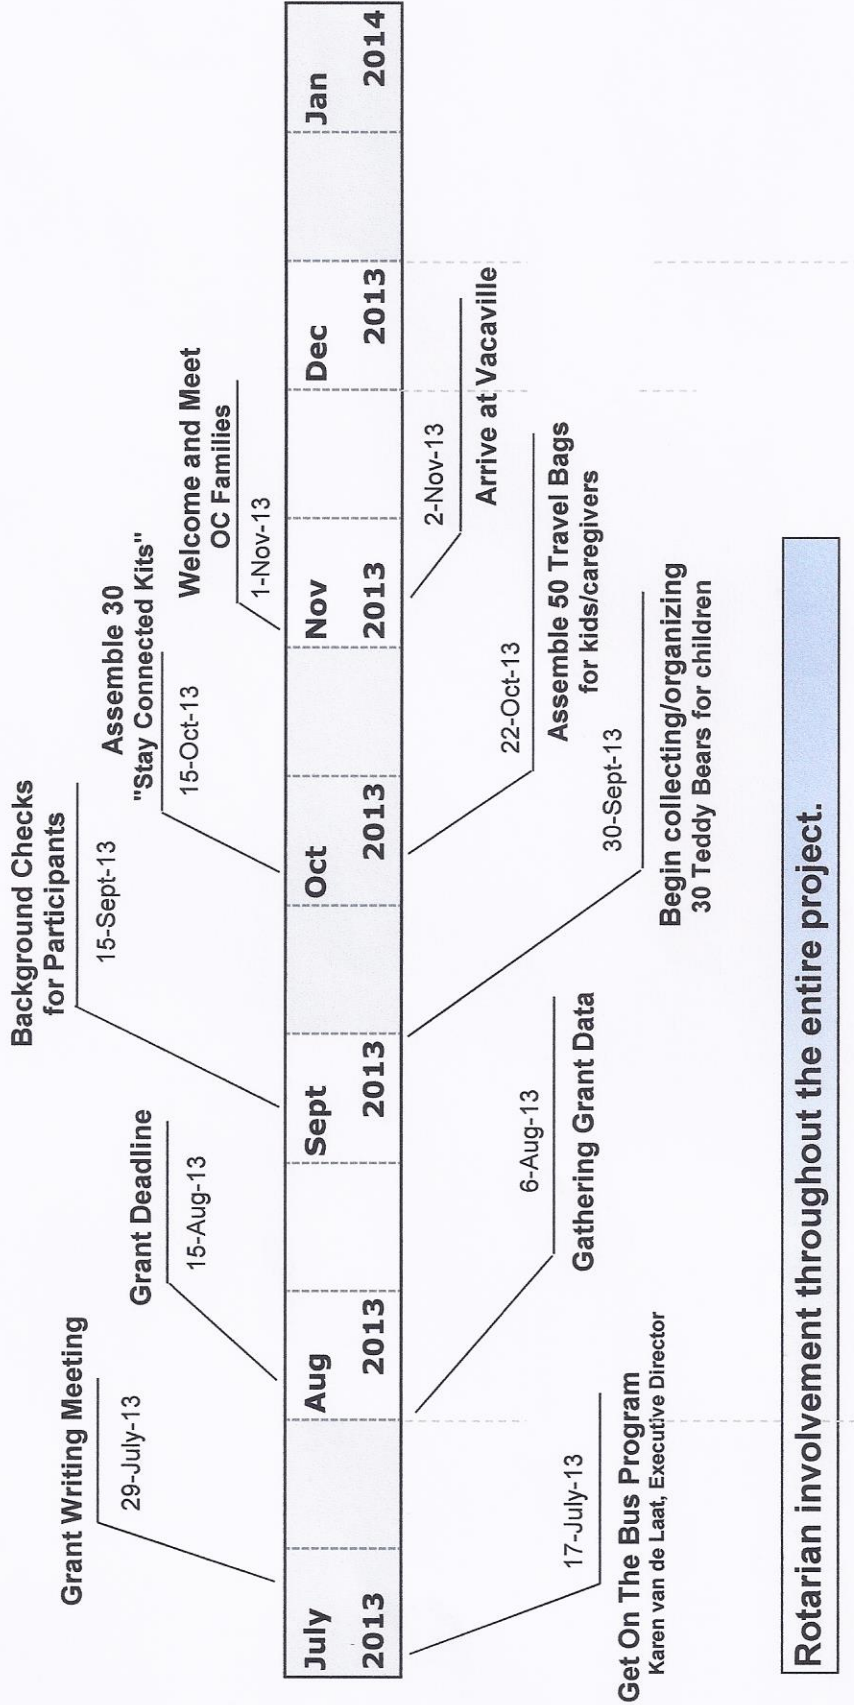 Grant Writing Meeting
29-July-13
Grant Deadline
15-Aug-13
Background Checks
for Participants
15-Sept-13
Assemble 30
"Stay Connected Kits"
15-Oct-13
Welcome and Meet
OC Families
1-Nov-13
July
2013
Aug
2013
Sept
2013
Oct
2013
Nov
2013
Dec
2013
Jan
2014
17-July-13
Get On The Bus Program
Karen van de Laat, Executive Director
6-Aug-13
Gathering Grant Data
30-Sept-13
Begin collecting/organizing
30 Teddy Bears for children
22-Oct-13
Assemble 50 Travel Bags
for kids/caregivers
2-Nov-13
Arrive at Vacaville
Rotarian involvement throughout the entire project.